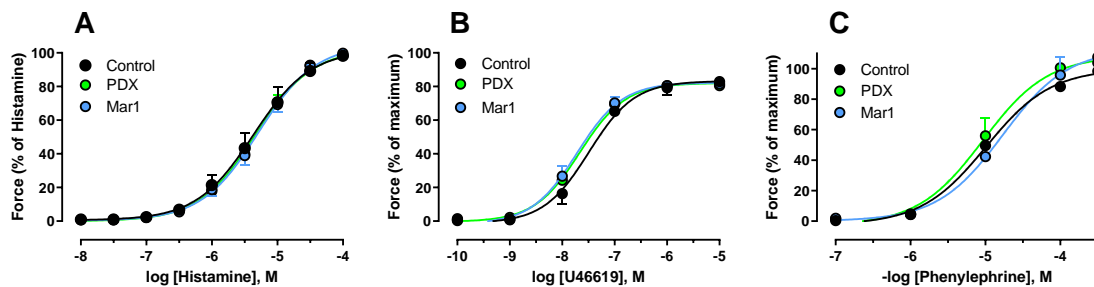 A
Force (% of Histamine)
100
80
60
40
20
0
Control
PDX
Mar1
-8 -7 -6 -5 -4
log [Histamine], M
B
Force (% of maximum)
100
80
60
40
20
0
Control
PDX
Mar1
-10 -9 -8 -7 -6 -5
log [U46619], M
C
Force (% of maximum)
100
80
60
40
20
0
Control
PDX
Mar1
-7 -6 -5 -4
-log [Phenylephrine], M